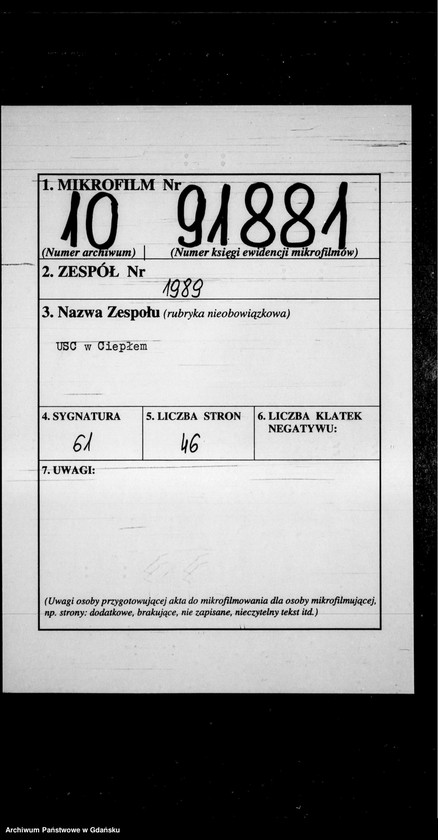 1. MIKROFILM Nr
10 91881
(Numer archiwum) (Numer księgi ewidencji mikrofilmów)
2. ZESPÓŁ Nr
1989
3. Nazwa Zespołu (rubryka nieobowiązkowa)
USC w Ciepłem
4. SYGNATURA
61
5. LICZBA STRON
46
6. LICZBA KLATEK
NEGATYWU:
7. UWAGI:
(Uwagi osoby przygotowującej akta do mikrofilmowania dla osoby mikrofilmującej,
np. strony: dodatkowe, brakujące, nie zapisane, nieczytelny tekst itd.)
Archiwum Państwowe w Gdańsku